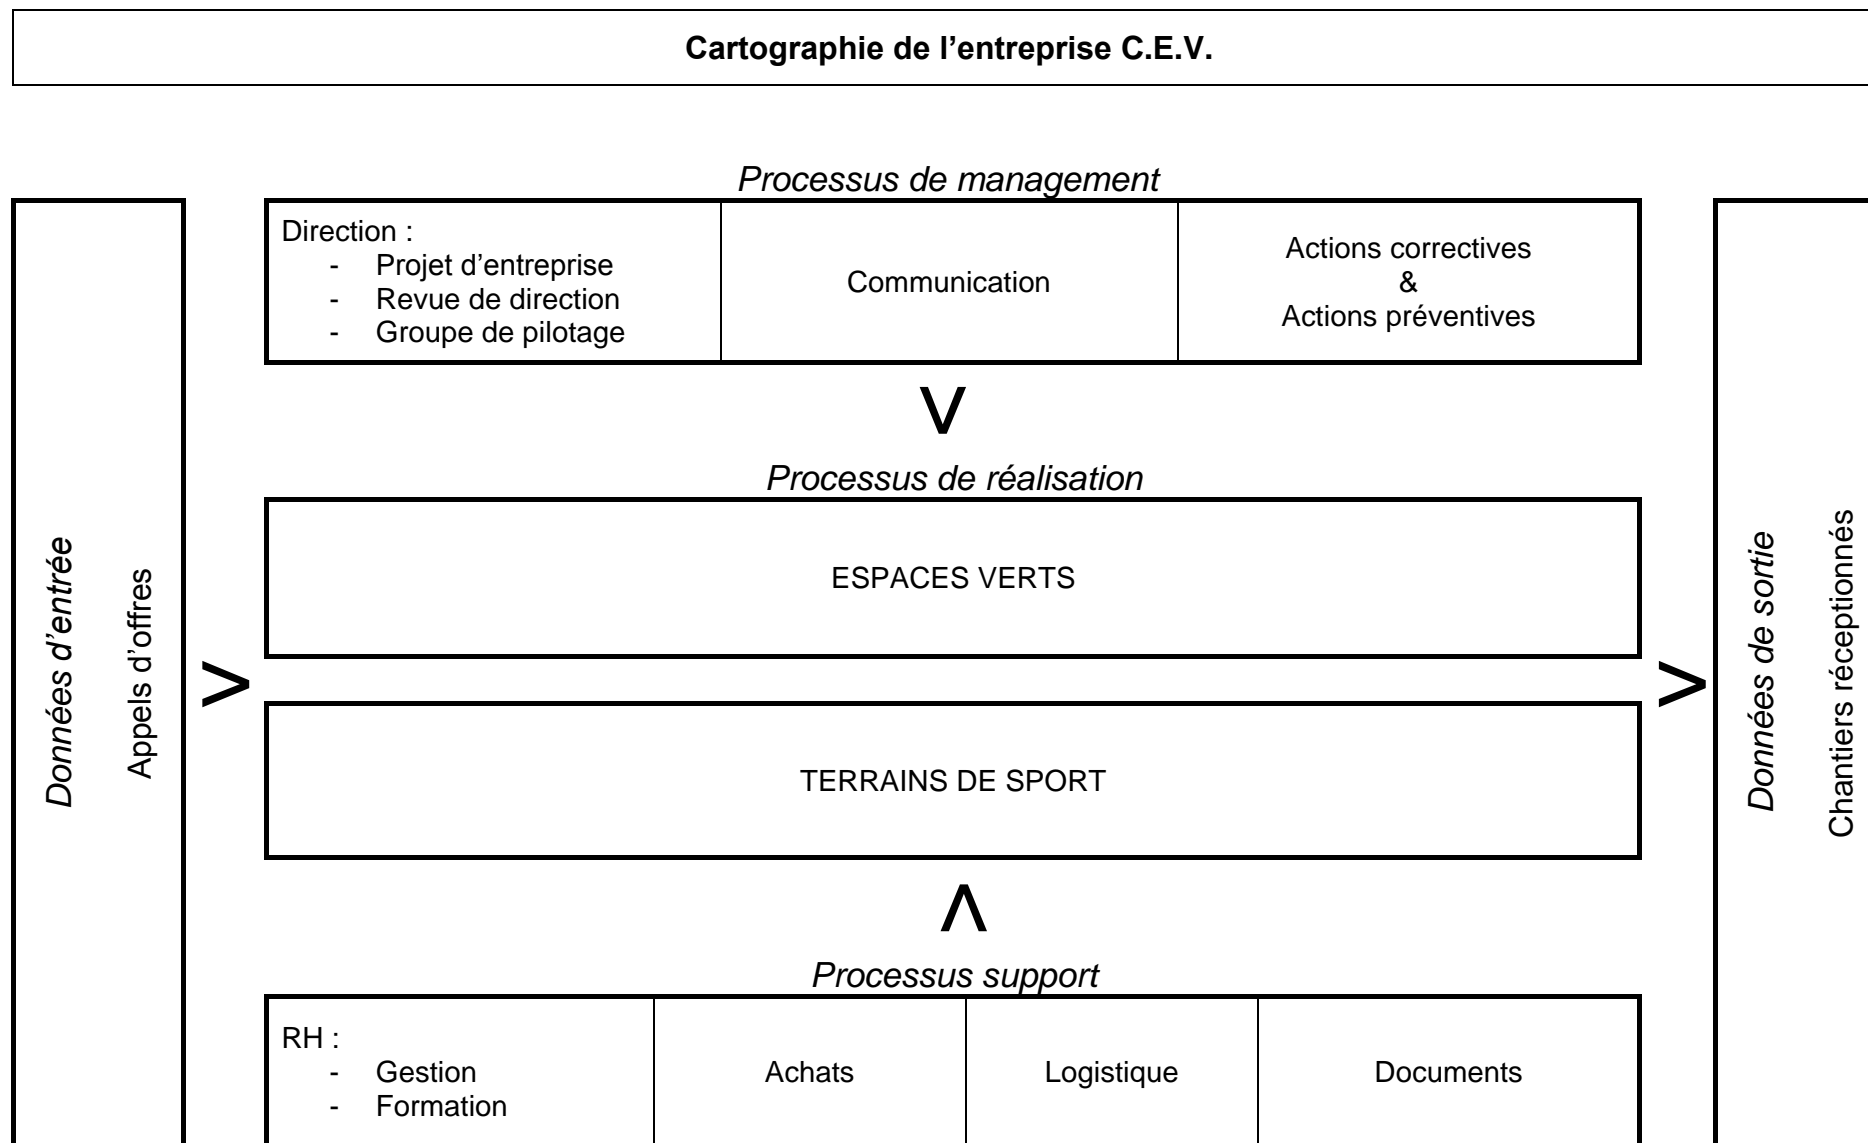 Cartographie de l’entreprise C.E.V.
Processus de management
Données d’entrée
Appels d’offres
>
Direction :
- Projet d’entreprise
- Revue de direction
- Groupe de pilotage
Communication
Actions correctives
&
Actions préventives
>
Processus de réalisation
ESPACES VERTS
TERRAINS DE SPORT
>
Processus support
RH :
- Gestion
- Formation
Achats
Logistique
Documents
>
Données de sortie
Chantiers réceptionnés